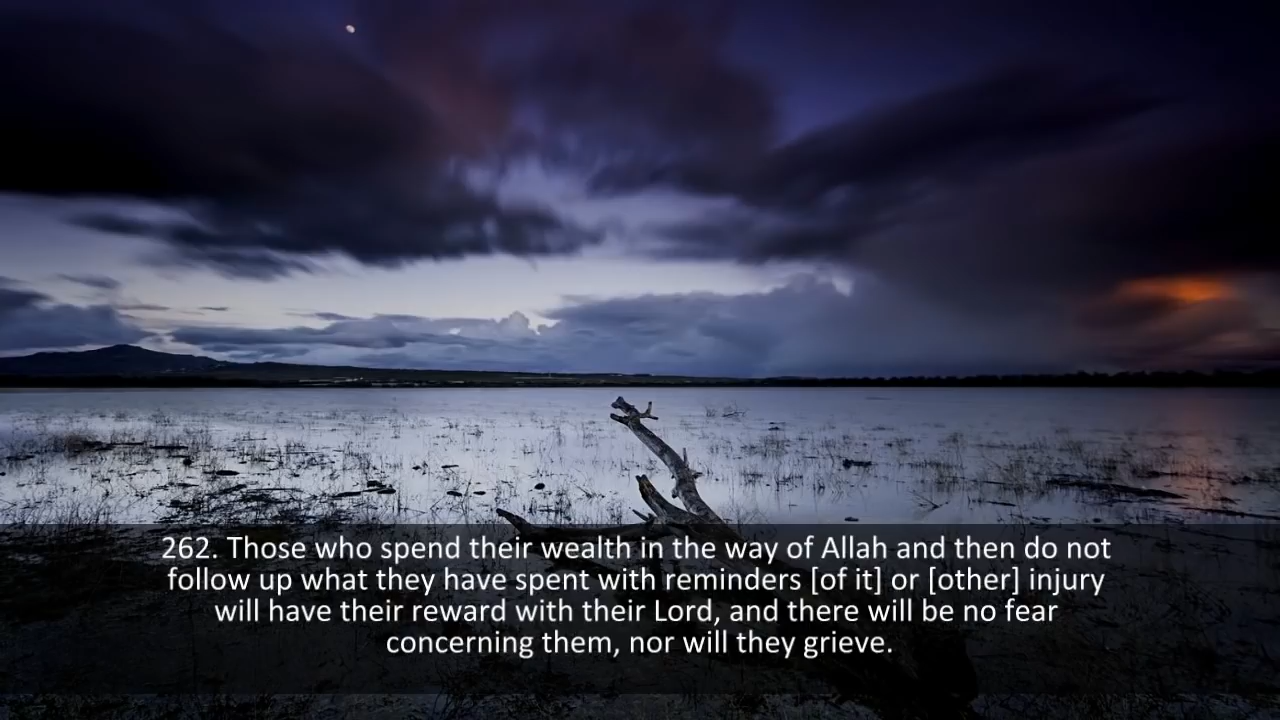 262. Those who spend their wealth in the way of Allah and then do not
follow up what they have spent with reminders [of it] or [other] injury
will have their reward with their Lord, and there will be no fear
concerning them, nor will they grieve.